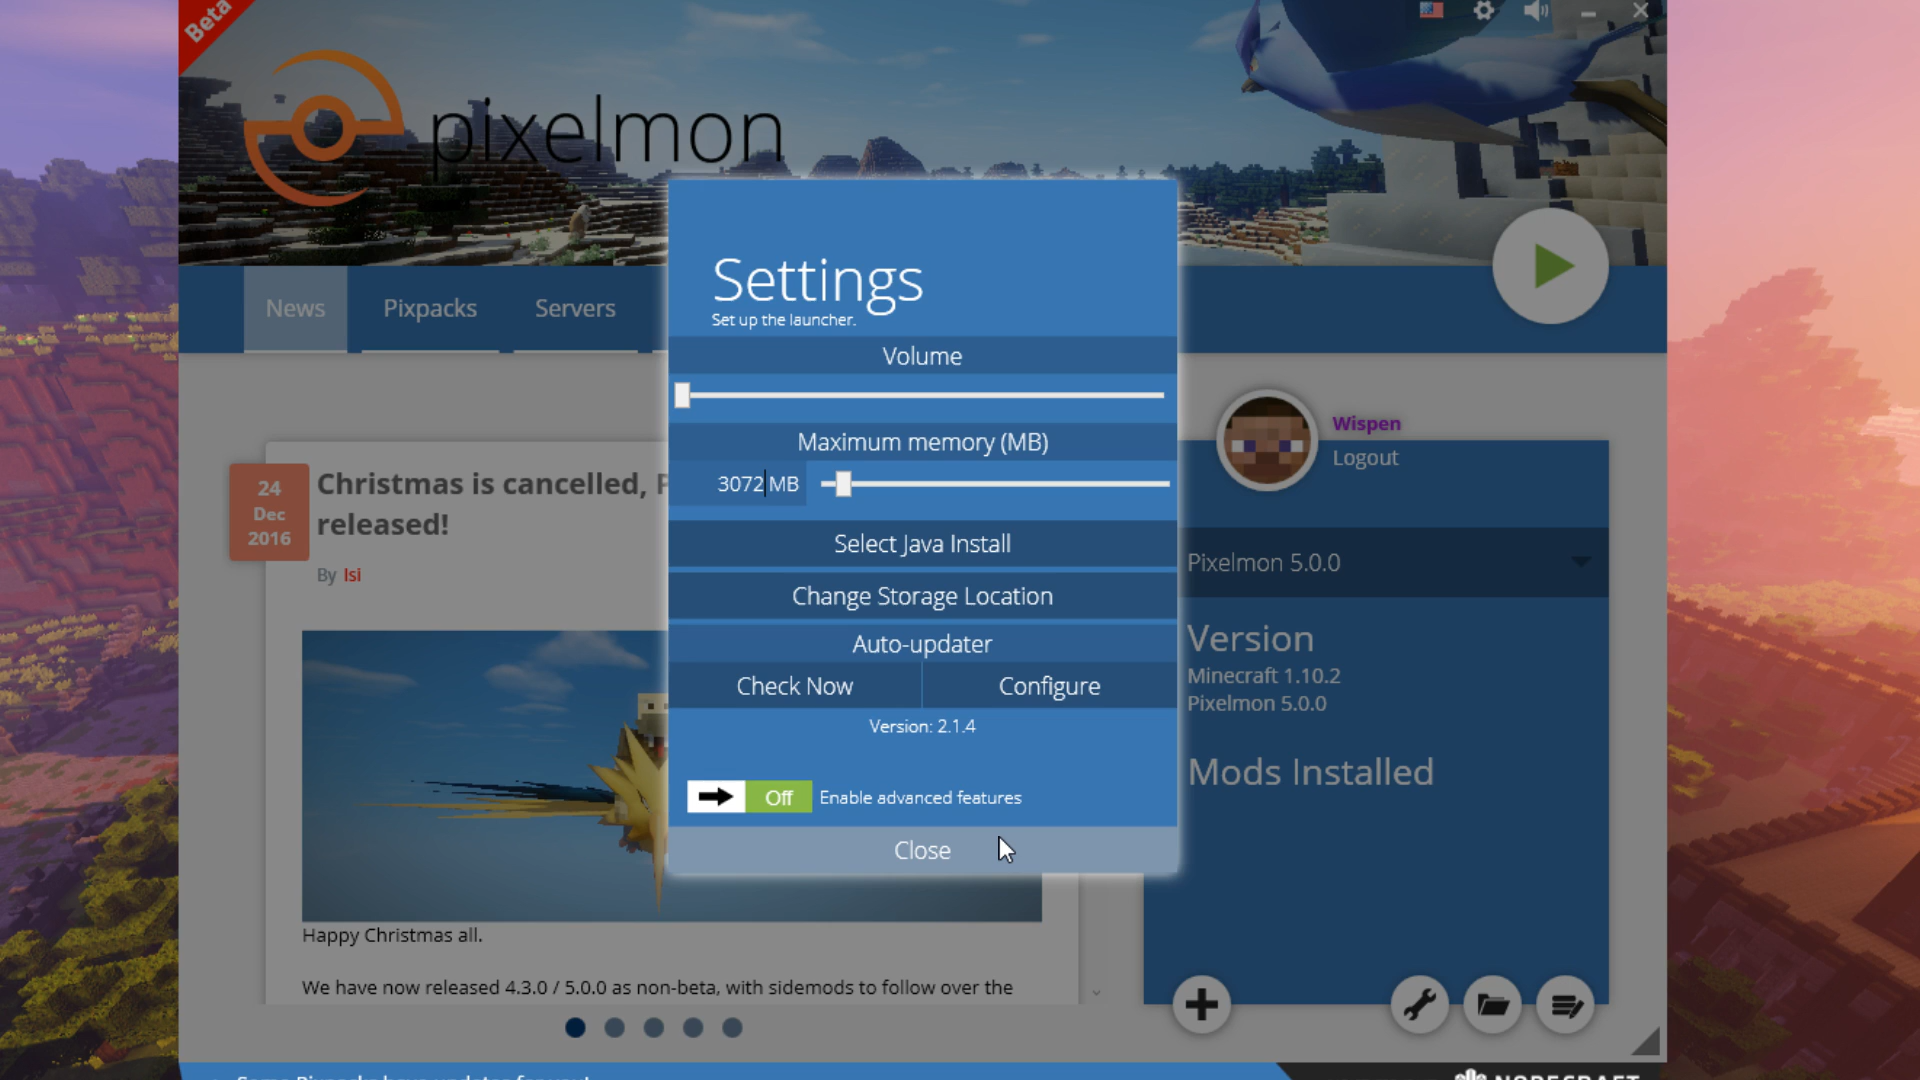 Beta
pixelmon
News
Pixpacks
Servers
Settings
Set up the launcher.
Volume
Maximum memory (MB)
3072 MB
Select Java Install
Change Storage Location
Auto-updater
Check Now
Configure
Version: 2.1.4
Off
Enable advanced features
Close
24
Dec
2016
Christmas is cancelled,
released!
By Isi
Happy Christmas all.
We have now released 4.3.0 / 5.0.0 as non-beta, with sidemods to follow over the
Wispen
Logout
Pixelmon 5.0.0
Version
Minecraft 1.10.2
Pixelmon 5.0.0
Mods Installed